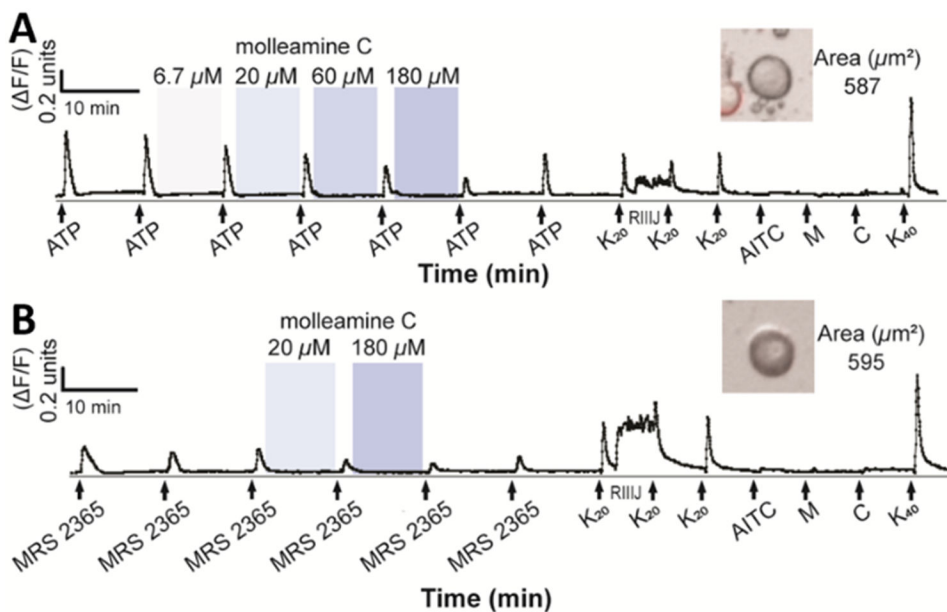 A
(ΔF/F)
0.2 units
10 min
molleamine C
6.7 µM 20 µM 60 µM 180 µM
Area (µm²)
587
ATP ATP ATP ATP ATP ATP ATP K₂₀ RIIIJ K₂₀ K₂₀ AITC M C K₄₀
Time (min)
B
(ΔF/F)
0.2 units
10 min
molleamine C
20 µM 180 µM
Area (µm²)
595
MRS 2365 MRS 2365 MRS 2365 MRS 2365 MRS 2365 MRS 2365 K₂₀ RIIIJ K₂₀ K₂₀ AITC M C K₄₀
Time (min)